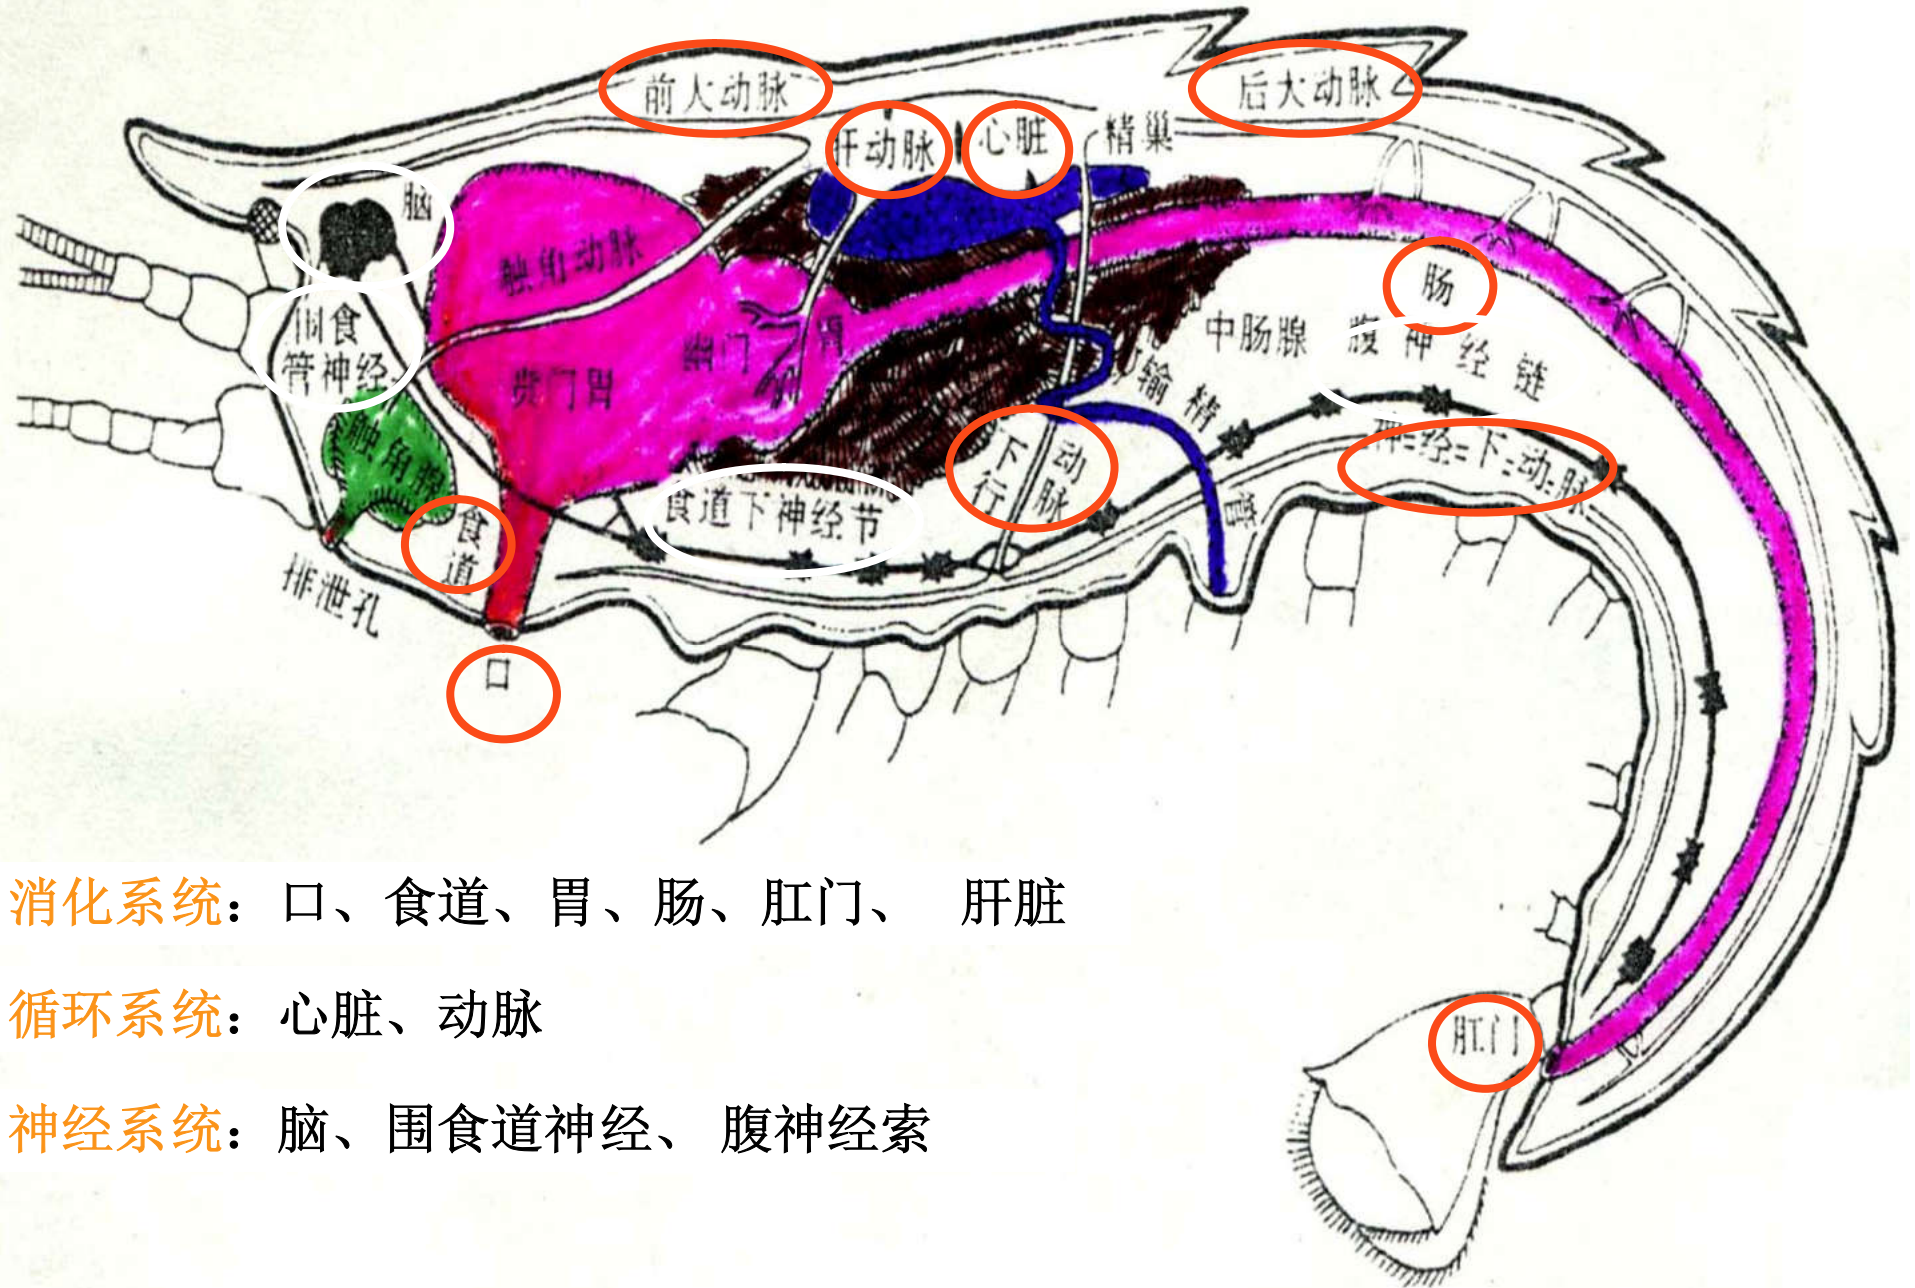 前大动脉
后大动脉
肝动脉
心脏
精巢
脑
触角动脉
肠
围食
管神经
幽门胃
中肠腺
腹神经链
贲门胃
输精管
触角腺
下行动脉
神经下动脉
食道下神经节
食道
排泄孔
口
消化系统：口、食道、胃、肠、肛门、 肝脏
循环系统：心脏、动脉
肛门
神经系统：脑、围食道神经、腹神经索